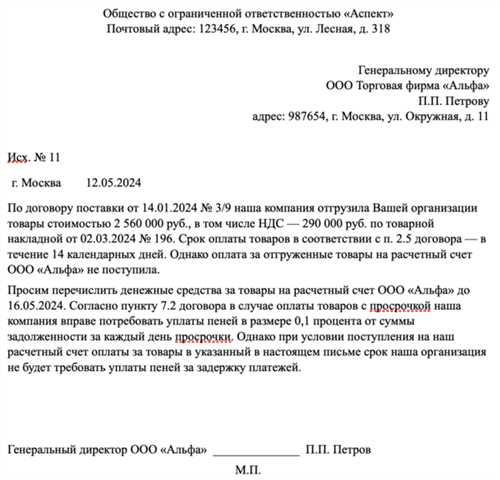 Общество с ограниченной ответственностью «Аспект»
Почтовый адрес: 123456, г. Москва, ул. Лесная, д. 318
Генеральному директору
ООО Торговая фирма «Альфа»
П.П. Петрову
адрес: 987654, г. Москва, ул. Окружная, д. 11
Исх. № 11
г. Москва 12.05.2024
По договору поставки от 14.01.2024 № 3/9 наша компания отгрузила Вашей организации
товары стоимостью 2 560 000 руб., в том числе НДС — 290 000 руб. по товарной
накладной от 02.03.2024 № 196. Срок оплаты товаров в соответствии с п. 2.5 договора — в
течение 14 календарных дней. Однако оплата за отгруженные товары на расчетный счет
ООО «Альфа» не поступила.
Просим перечислить денежные средства за товары на расчетный счет ООО «Альфа» до
16.05.2024. Согласно пункту 7.2 договора в случае оплаты товаров с просрочкой наша
компания вправе потребовать уплаты пеней в размере 0,1 процента от суммы
задолженности за каждый день просрочки. Однако при условии поступления на наш
расчетный счет оплаты за товары в указанный в настоящем письме срок наша организация
не будет требовать уплаты пеней за задержку платежей.
Генеральный директор ООО «Альфа» ______________ П.П. Петров
М.П.